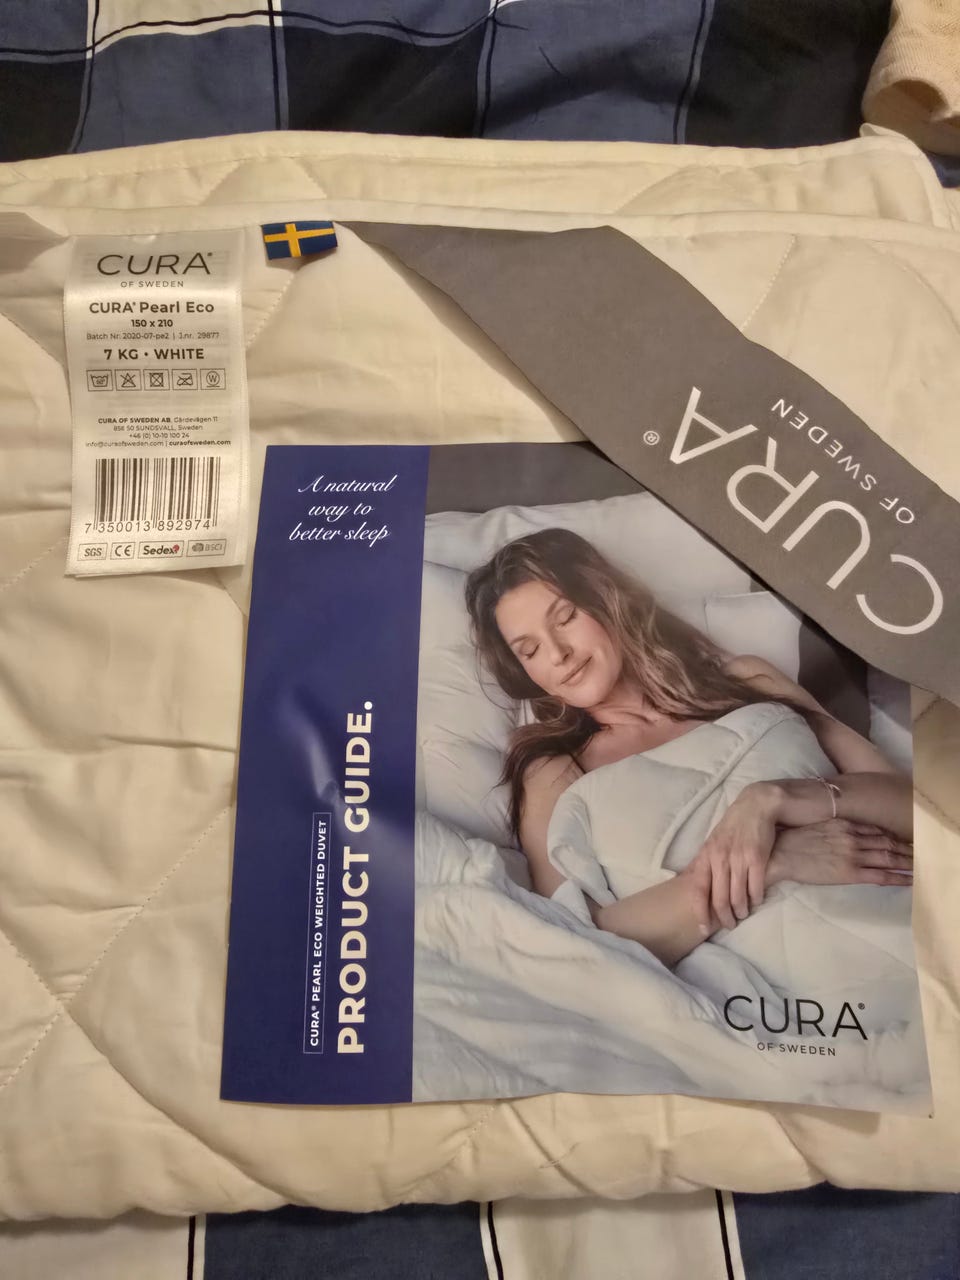 CURA®
OF SWEDEN
CURA® Pearl Eco
150 x 210
Batch Nr: 2020-07-pe2 | J.nr. 29877
7 KG • WHITE
W
CURA OF SWEDEN AB, Gärdevägen 11
856 50 SUNDSVALL, Sweden
+46 (0) 10-10 100 24
info@curaofsweden.com | curaofsweden.com
7 350013 892974
SGS CE Sedex BSCI
CURA®
OF SWEDEN
A natural
way to
better sleep
CURA® PEARL ECO WEIGHTED DUVET
PRODUCT GUIDE.
CURA®
OF SWEDEN